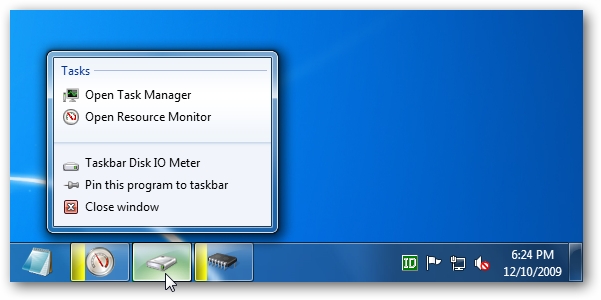 Tasks
Open Task Manager
Open Resource Monitor
Taskbar Disk IO Meter
Pin this program to taskbar
Close window
ID
6:24 PM
12/10/2009